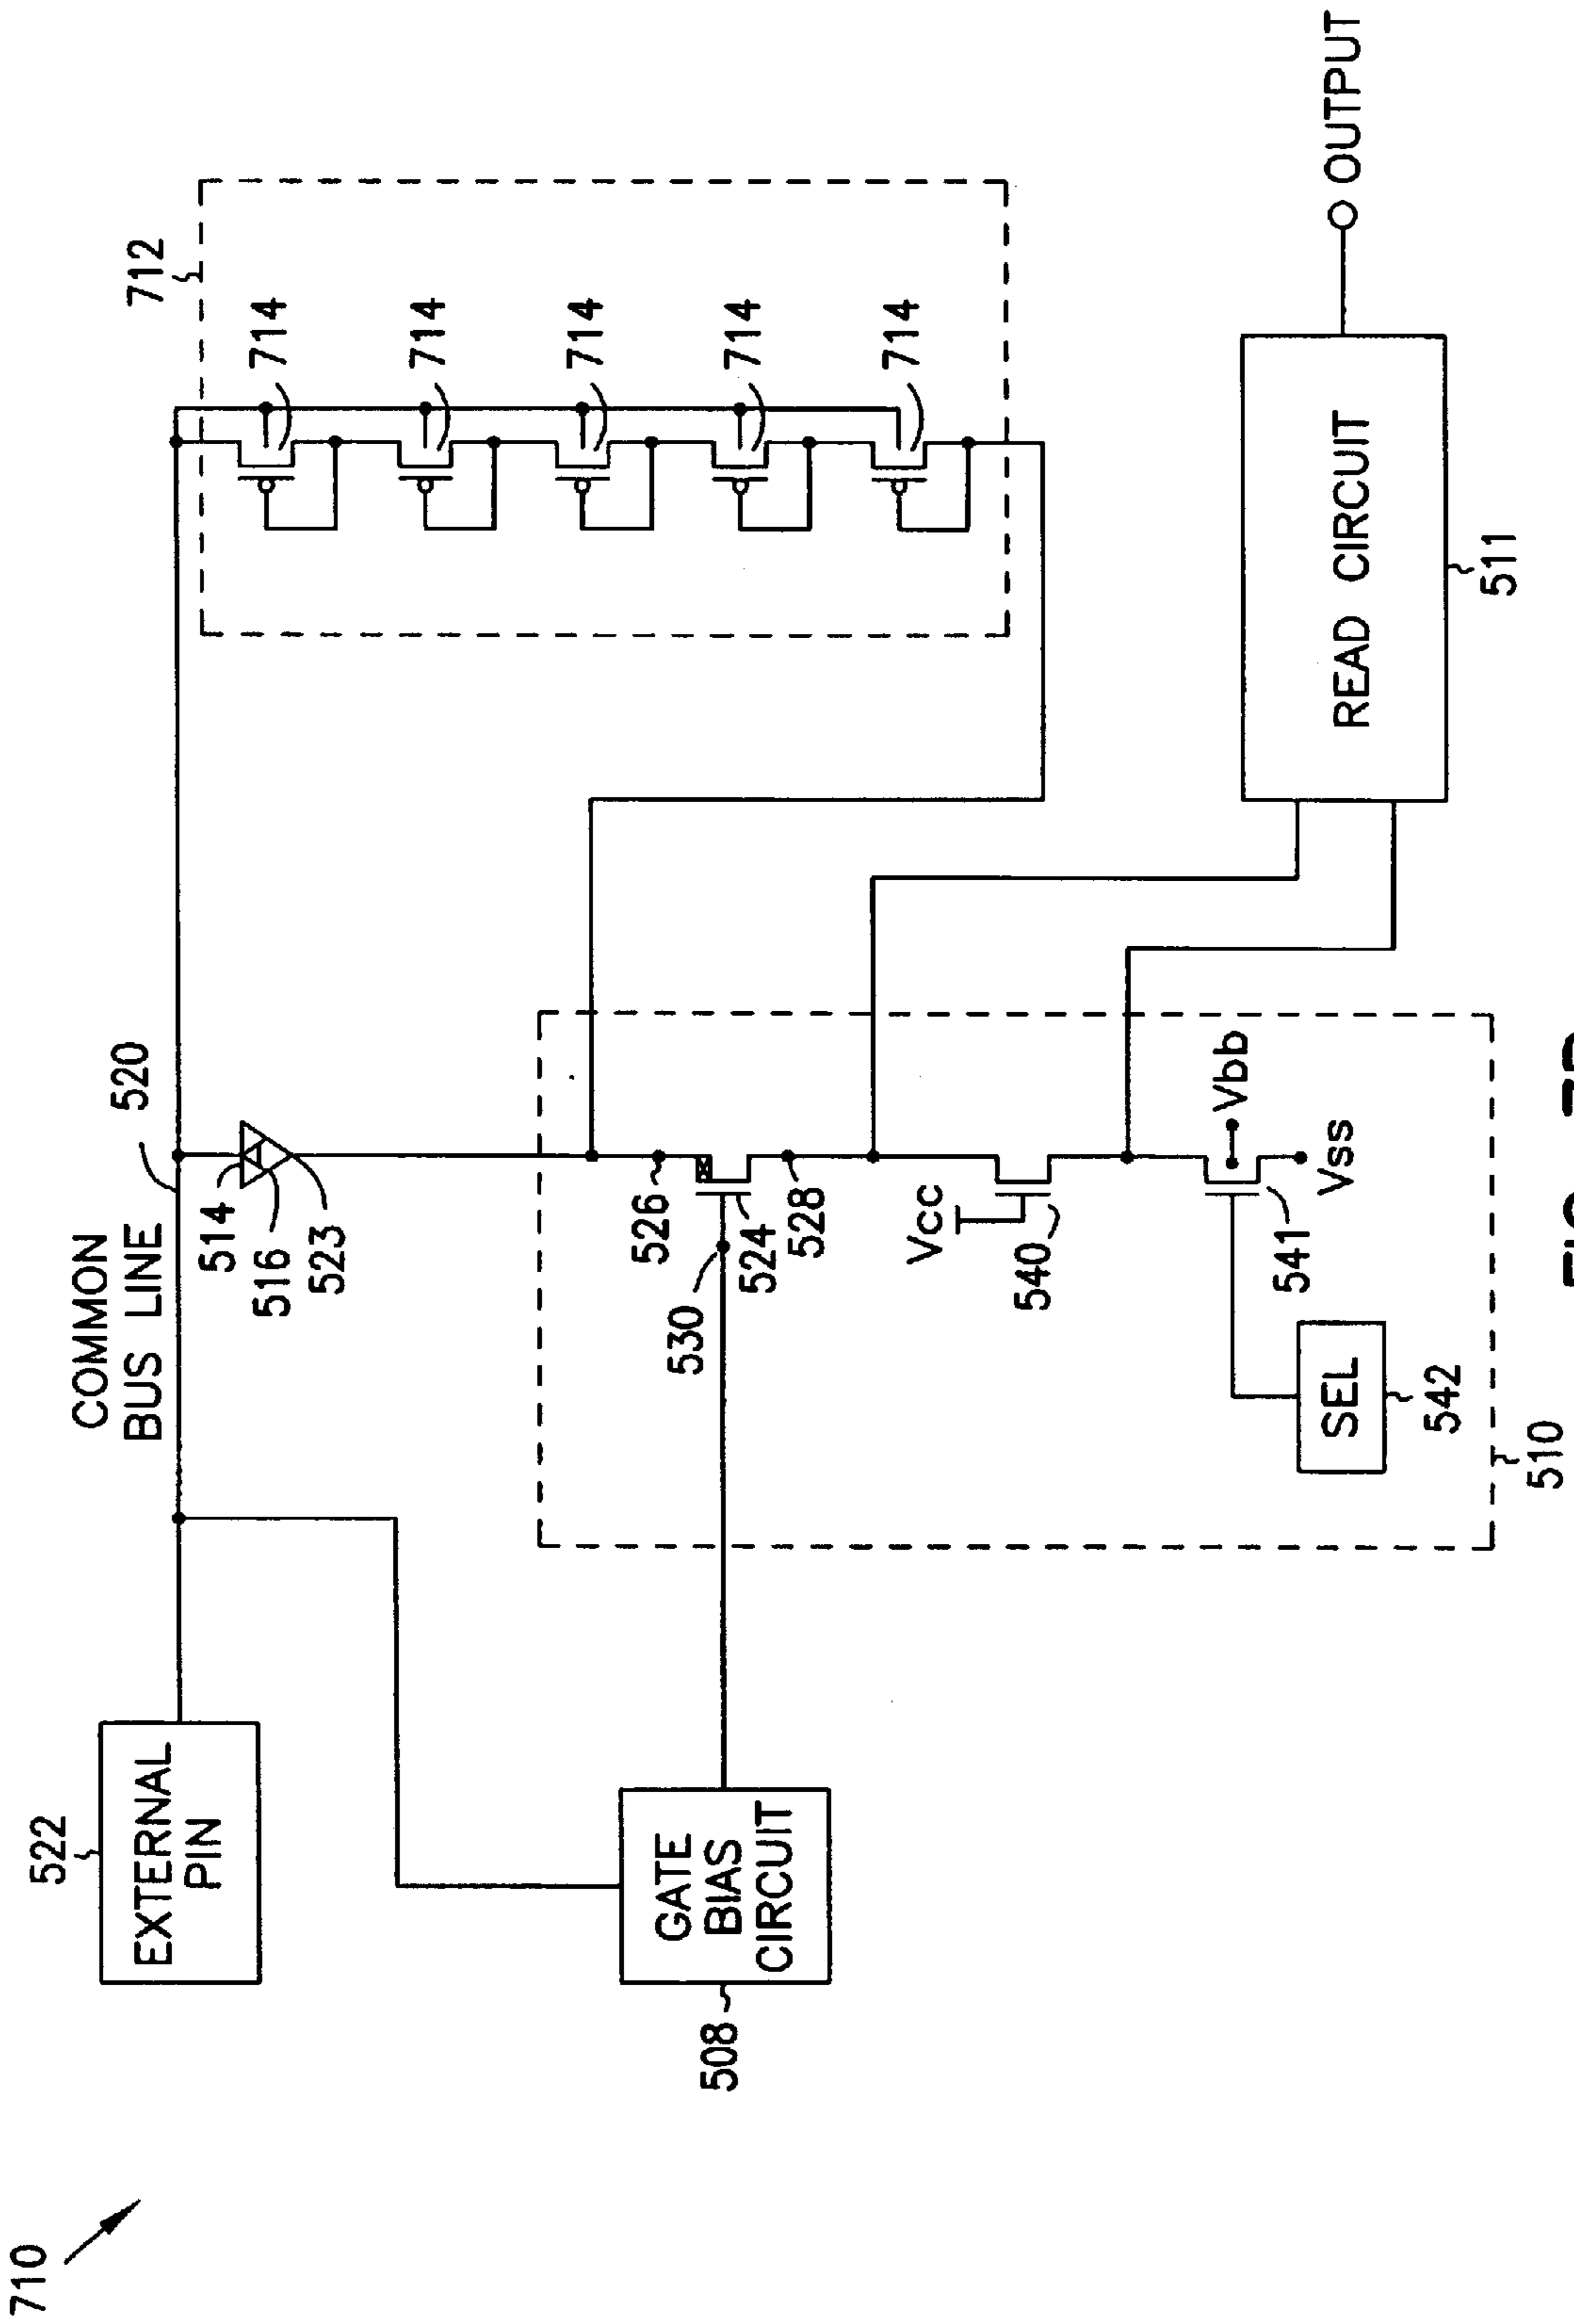 710
522
EXTERNAL
PIN
COMMON
BUS LINE
520
514
516
523
712
714
714
714
714
714
508
GATE
BIAS
CIRCUIT
530
526
524
528
Vcc
540
Vbb
541
Vss
SEL
542
510
READ CIRCUIT
511
OUTPUT